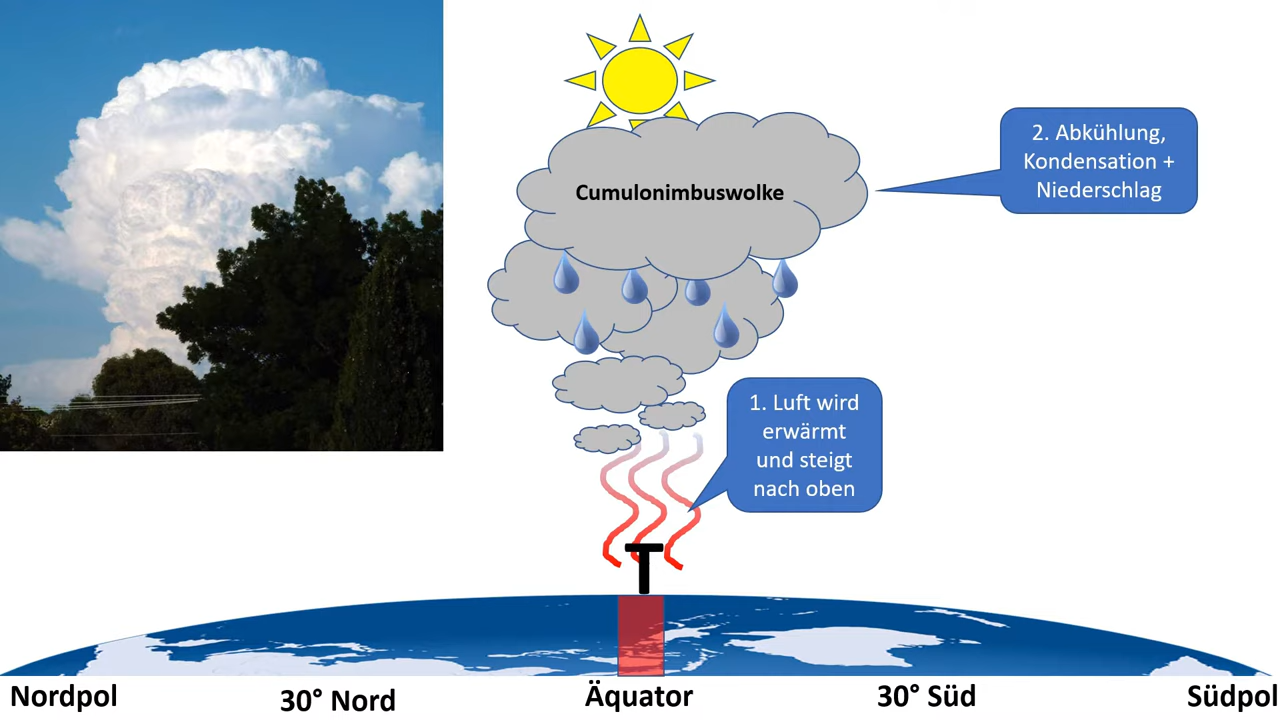 2. Abkühlung,
Kondensation +
Niederschlag
Cumulonimbuswolke
1. Luft wird
erwärmt
und steigt
nach oben
T
Nordpol
30° Nord
Äquator
30° Süd
Südpol